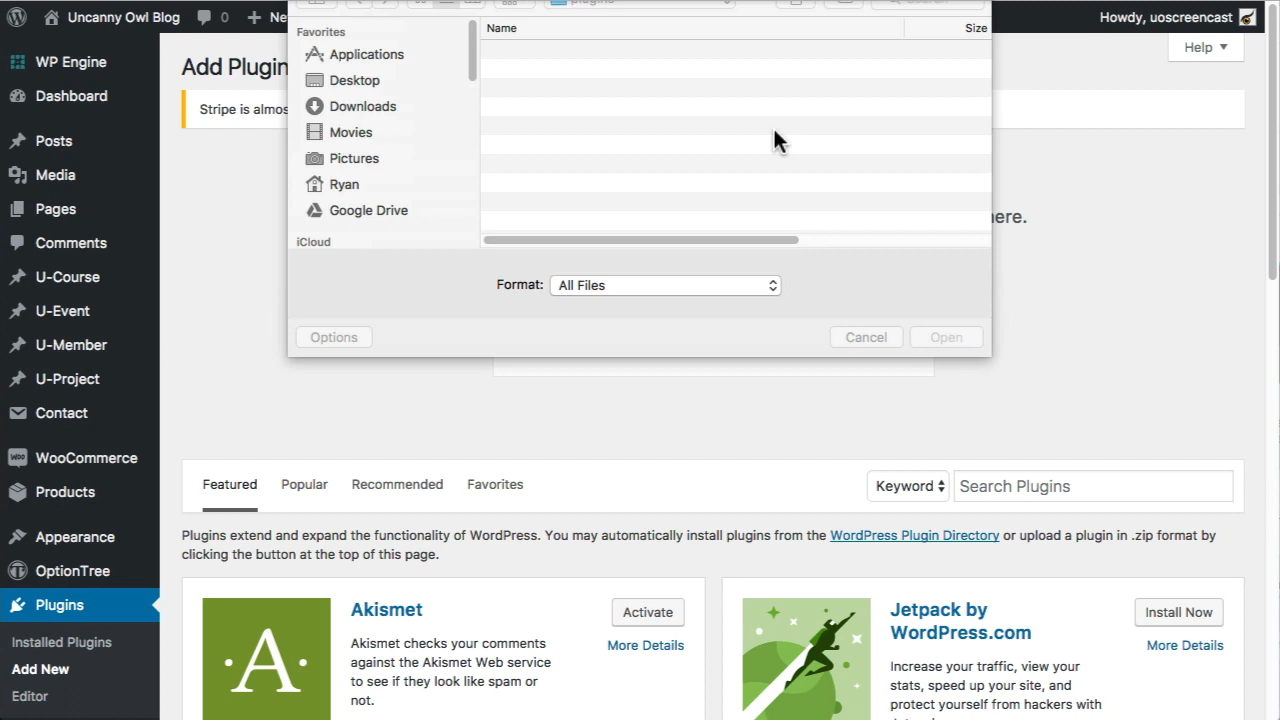 Uncanny Owl Blog
0
Ne
Howdy, uoscreencast
WP Engine
Dashboard
Posts
Media
Pages
Comments
U-Course
U-Event
U-Member
U-Project
Contact
WooCommerce
Products
Appearance
OptionTree
Plugins
Installed Plugins
Add New
Editor
Add Plugin
Help
Stripe is almos
plugins
Search
Favorites
Applications
Desktop
Downloads
Movies
Pictures
Ryan
Google Drive
iCloud
Name
Size
Format: All Files
Options
Cancel
Open
here.
Featured
Popular
Recommended
Favorites
Keyword
Search Plugins
Plugins extend and expand the functionality of WordPress. You may automatically install plugins from the WordPress Plugin Directory or upload a plugin in .zip format by
clicking the button at the top of this page.
A
Akismet
Activate
More Details
Akismet checks your comments
against the Akismet Web service
to see if they look like spam or
not.
Jetpack by
WordPress.com
Install Now
More Details
Increase your traffic, view your
stats, speed up your site, and
protect yourself from hackers with